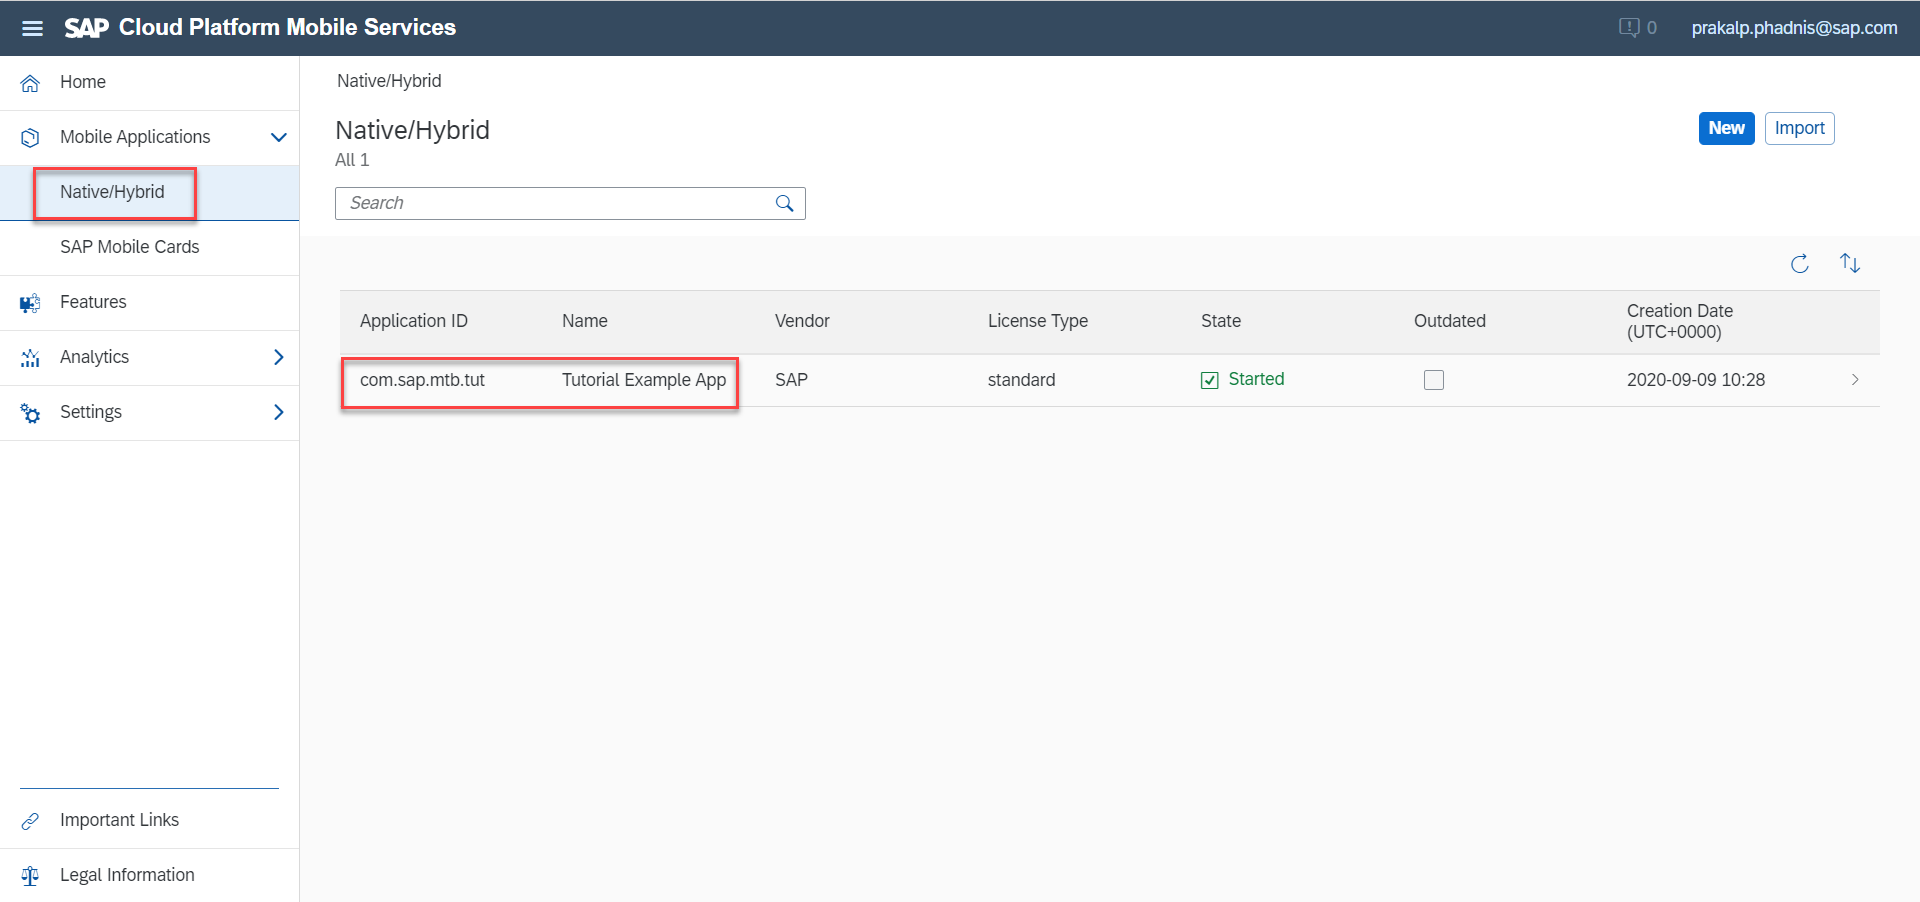 SAP Cloud Platform Mobile Services
0
prakalp.phadnis@sap.com
Home
Mobile Applications
Native/Hybrid
SAP Mobile Cards
Features
Analytics
Settings
Important Links
Legal Information
Native/Hybrid
Native/Hybrid
All 1
New
Import
Search
Application ID
Name
Vendor
License Type
State
Outdated
Creation Date
(UTC+0000)
com.sap.mtb.tut
Tutorial Example App
SAP
standard
Started
2020-09-09 10:28